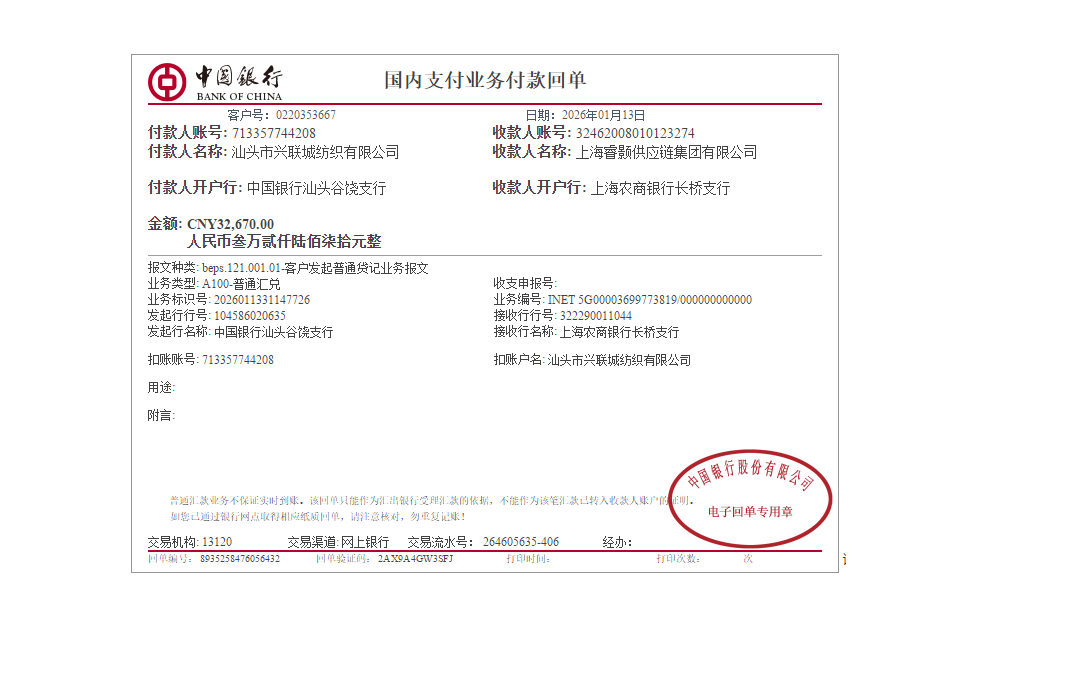 中国银行
BANK OF CHINA
国内支付业务付款回单
客户号：0220353667 日期：2026年01月13日
付款人账号: 713357744208 收款人账号: 32462008010123274
付款人名称: 汕头市兴联城纺织有限公司 收款人名称: 上海睿颢供应链集团有限公司
付款人开户行: 中国银行汕头谷饶支行 收款人开户行: 上海农商银行长桥支行
金额: CNY32,670.00
人民币叁万贰仟陆佰柒拾元整
报文种类: beps.121.001.01-客户发起普通贷记业务报文
业务类型: A100-普通汇兑 收支申报号:
业务标识号: 2026011331147726 业务编号: INET 5G00003699773819/000000000000
发起行行号: 104586020635 接收行行号: 322290011044
发起行名称: 中国银行汕头谷饶支行 接收行名称: 上海农商银行长桥支行
扣账账号: 713357744208 扣账户名: 汕头市兴联城纺织有限公司
用途:
附言:
中国银行股份有限公司
电子回单专用章
普通汇款业务不保证实时到账。该回单只能作为汇出银行受理汇款的依据，不能作为该笔汇款已转入收款人账户的证明。
如您已通过银行网点取得相应纸质回单，请注意核对，勿重复记账！
交易机构: 13120 交易渠道: 网上银行 交易流水号： 264605635-406 经办：
回单编号： 8935258476056432 回单验证码： 2AX9A4GW3SFJ 打印时间： 打印次数： 次